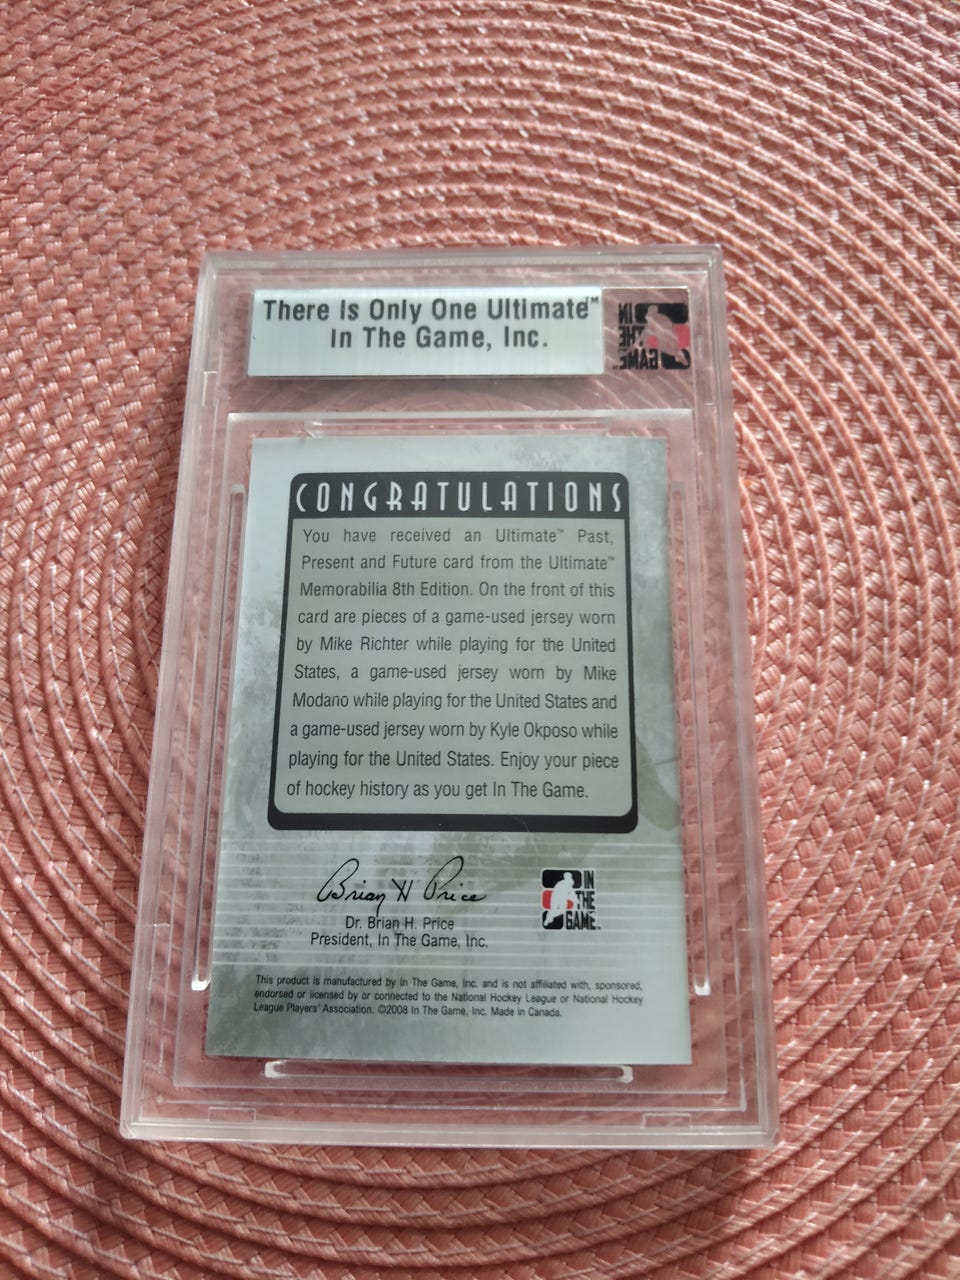 There Is Only One Ultimate™
In The Game, Inc.
IN
THE
GAME
CONGRATULATIONS
You have received an Ultimate™ Past,
Present and Future card from the Ultimate™
Memorabilia 8th Edition. On the front of this
card are pieces of a game-used jersey worn
by Mike Richter while playing for the United
States, a game-used jersey worn by Mike
Modano while playing for the United States and
a game-used jersey worn by Kyle Okposo while
playing for the United States. Enjoy your piece
of hockey history as you get In The Game.
Brian H Price
Dr. Brian H. Price
President, In The Game, Inc.
IN
THE
GAME™
This product is manufactured by In The Game, Inc. and is not affiliated with, sponsored,
endorsed or licensed by or connected to the National Hockey League or National Hockey
League Players' Association. ©2008 In The Game, Inc. Made in Canada.